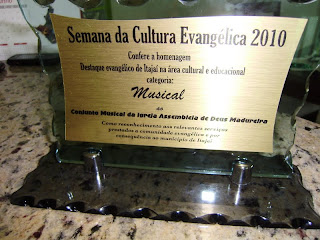 Semana da Cultura Evangélica 2010
Confere a homenagem
Destaque evangélico de Itajaí na área cultural e educacional
categoria:
Musical
ao
Conjunto Musical da Igreja Assembléia de Deus Madureira
Como reconhecimento aos relevantes serviços
prestados a comunidade evangélica e por
consequência ao município de Itajaí